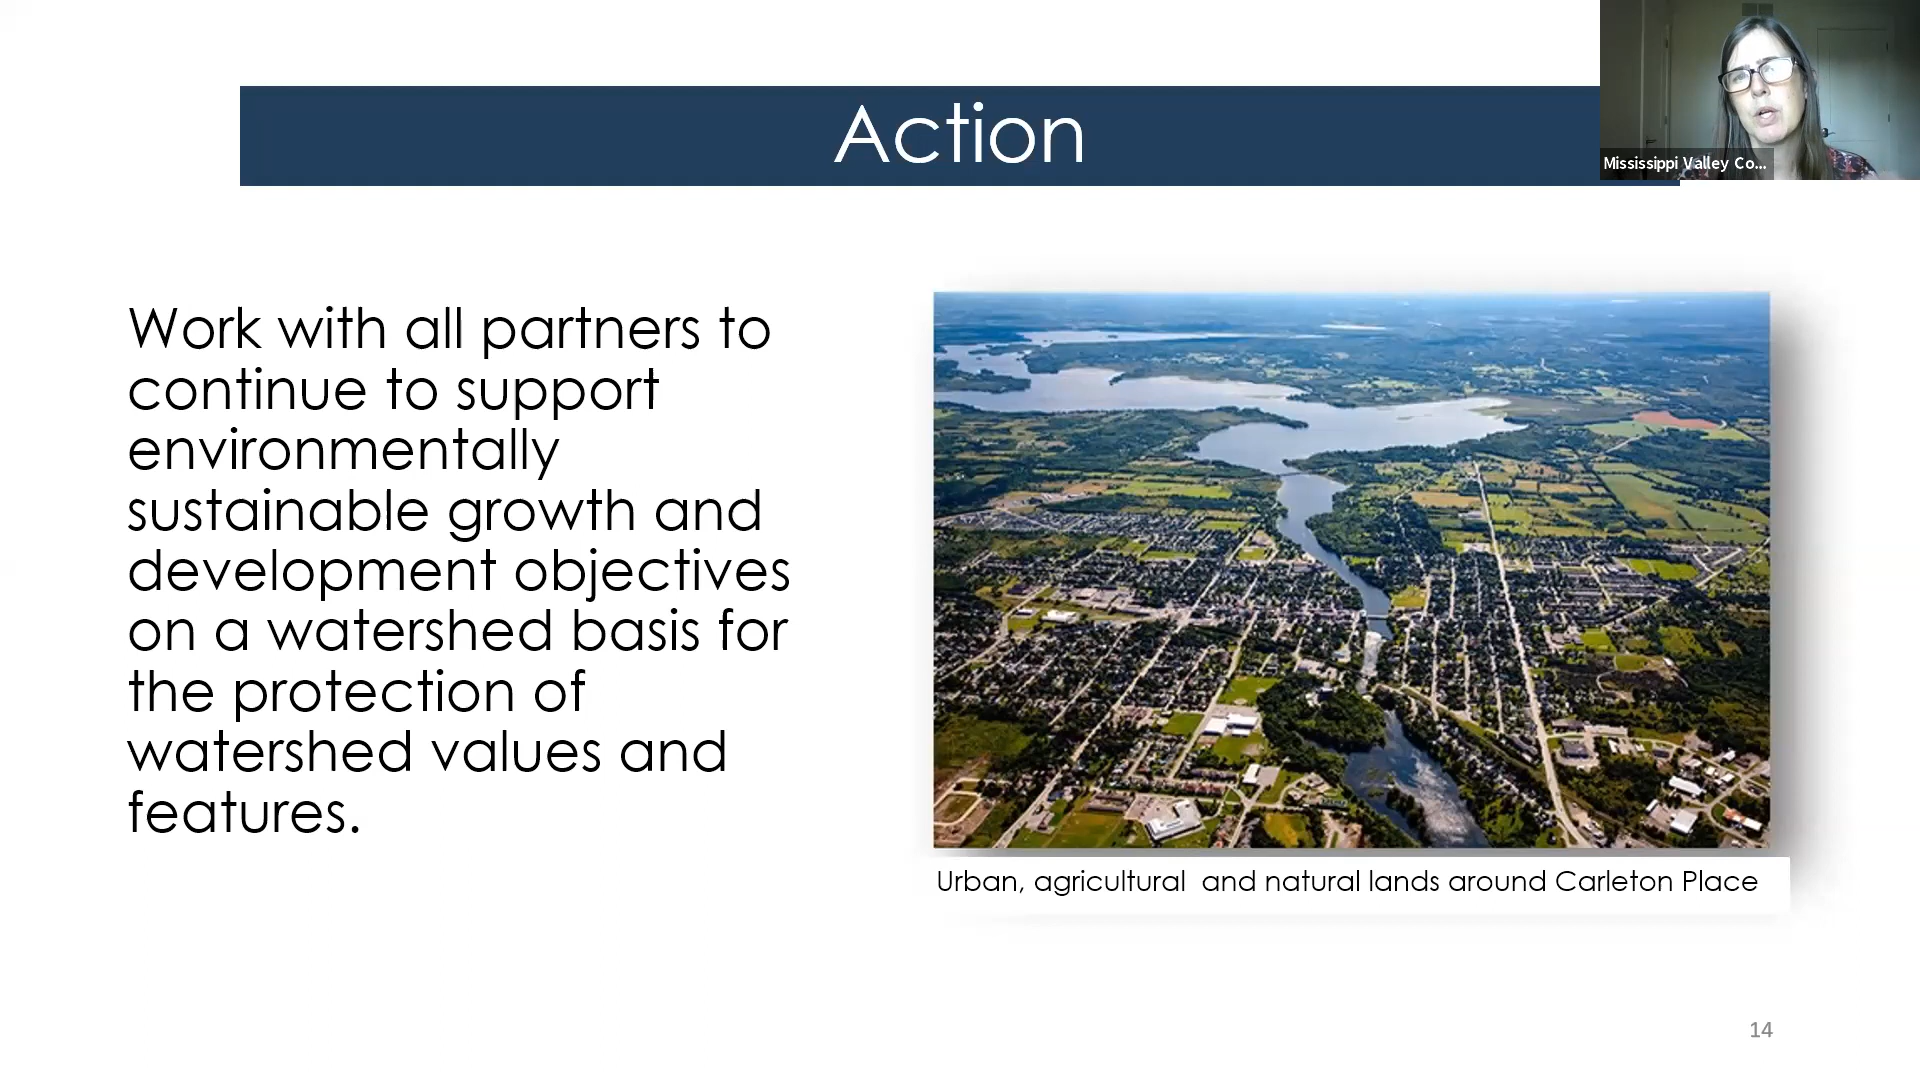 Action
Mississippi Valley Co...
Work with all partners to
continue to support
environmentally
sustainable growth and
development objectives
on a watershed basis for
the protection of
watershed values and
features.
Urban, agricultural  and natural lands around Carleton Place
14